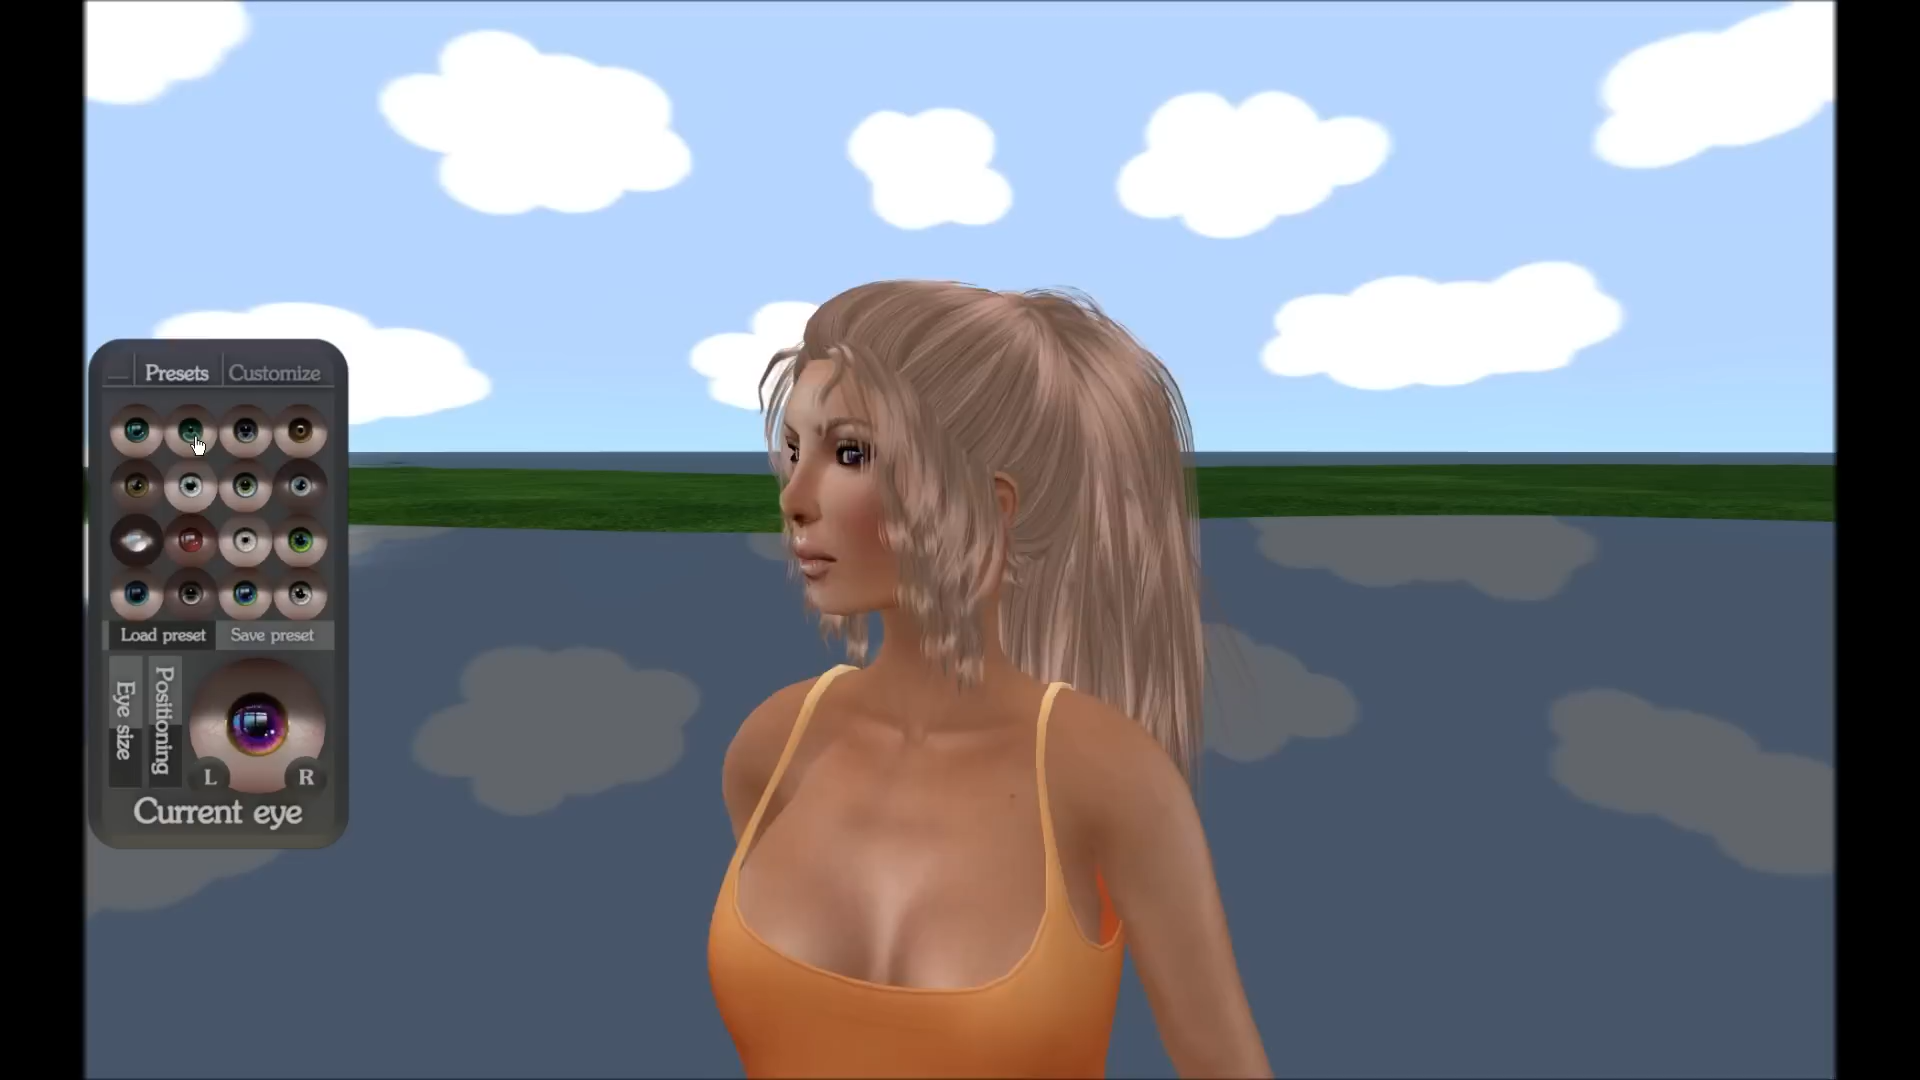 Presets Customize
Load preset Save preset
Eye size
Positioning
L R
Current eye